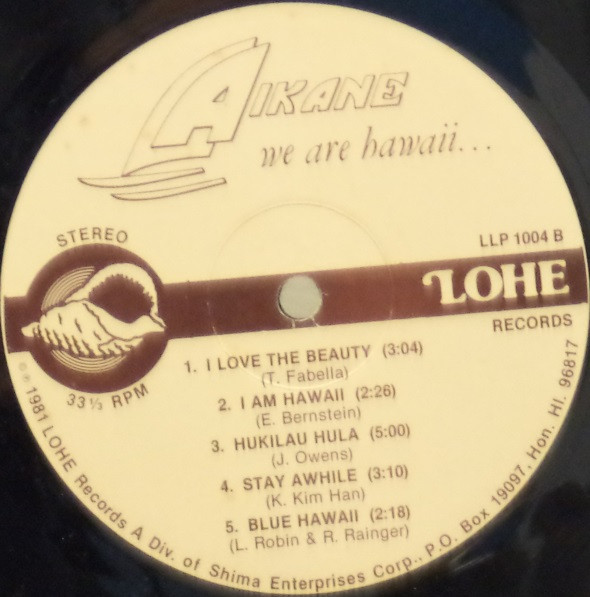 AIKANE
we are hawaii...
STEREO
LLP 1004 B
LOHE
RECORDS
33⅓ RPM
1. I LOVE THE BEAUTY (3:04)
(T. Fabella)
2. I AM HAWAII (2:26)
(E. Bernstein)
3. HUKILAU HULA (5:00)
(J. Owens)
4. STAY AWHILE (3:10)
(K. Kim Han)
5. BLUE HAWAII (2:18)
(L. Robin & R. Rainger)
© ℗ 1981 LOHE Records A Div. of Shima Enterprises Corp., P.O. Box 19097, Hon. HI. 96817